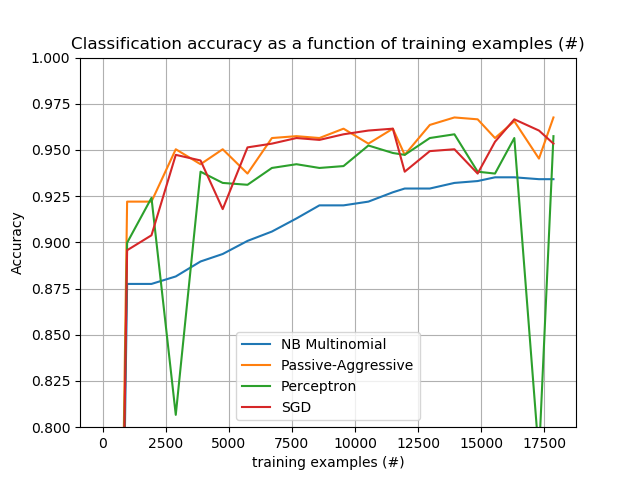 Classification accuracy as a function of training examples (#)
1.000
0.975
0.950
0.925
0.900
0.875
0.850
0.825
0.800
Accuracy
NB Multinomial
Passive-Aggressive
Perceptron
SGD
0 2500 5000 7500 10000 12500 15000 17500
training examples (#)